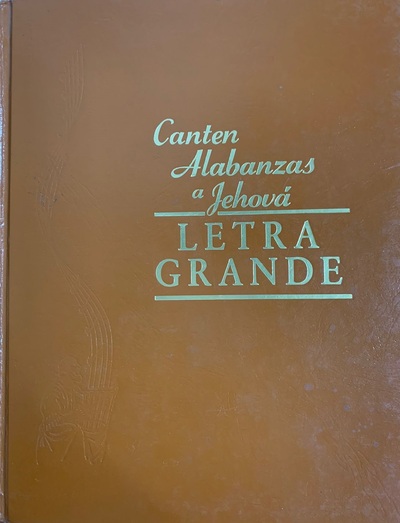 Canten
Alabanzas
a Jehová
LETRA
GRANDE